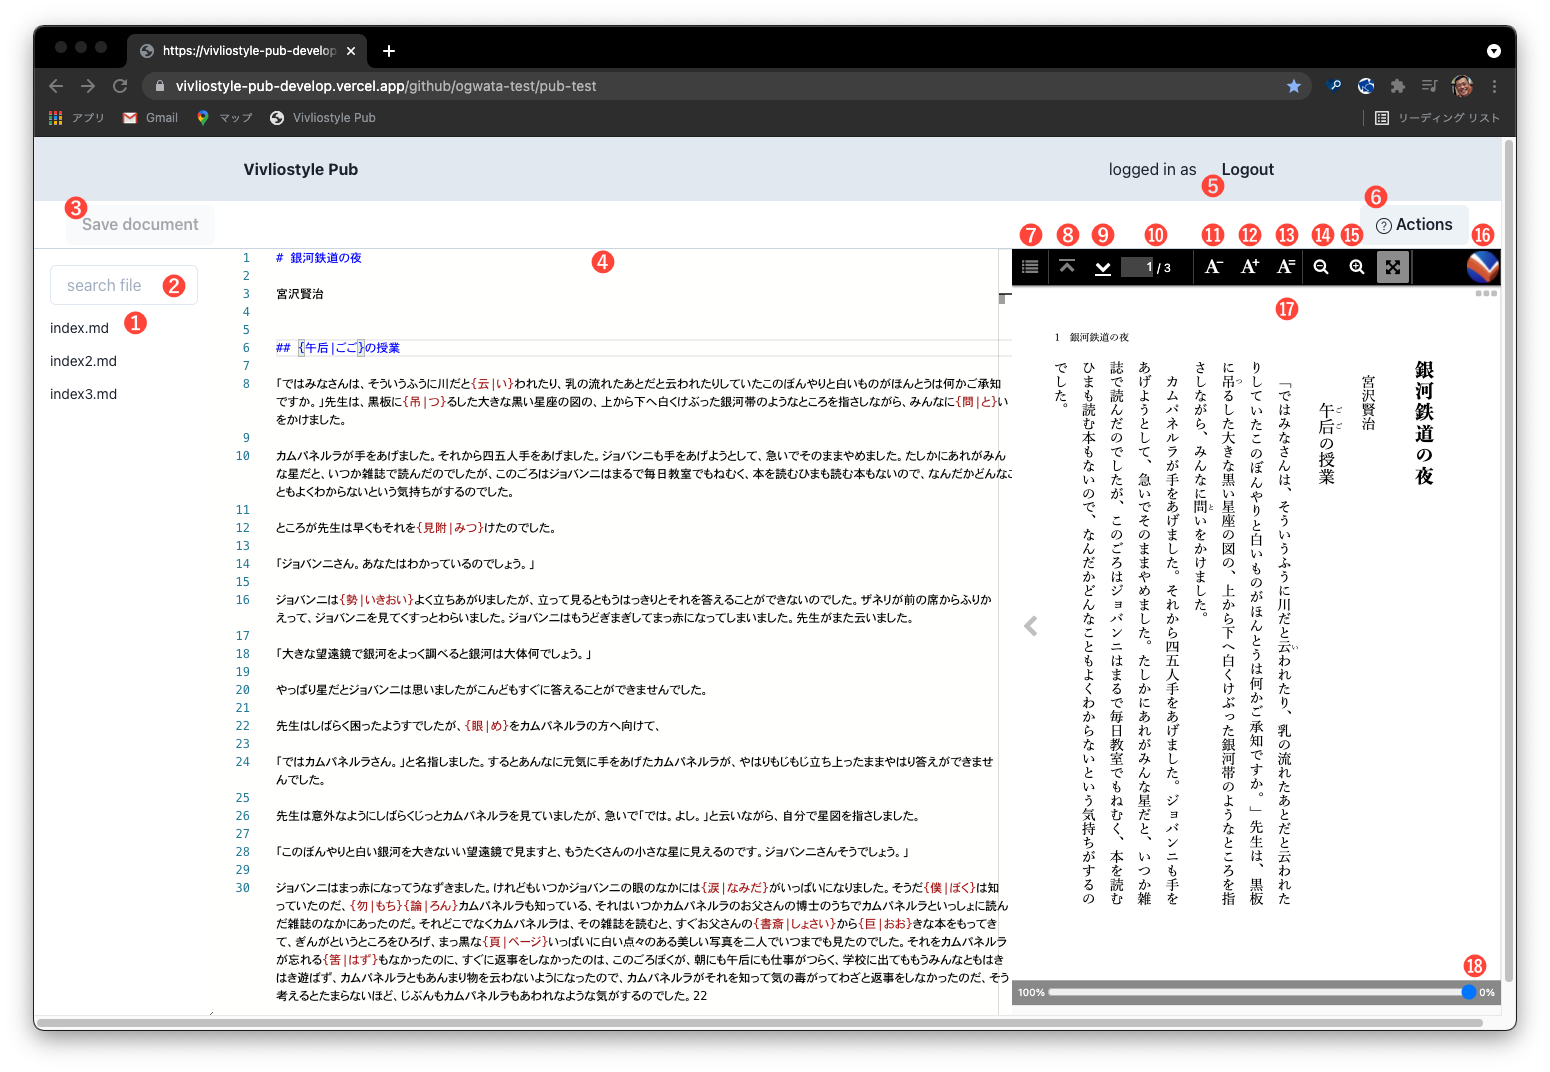 https://vivliostyle-pub-develop
vivliostyle-pub-develop.vercel.app/github/ogwata-test/pub-test
アプリ Gmail マップ Vivliostyle Pub リーディング リスト
Vivliostyle Pub logged in as Logout
5
3 6
Save document ? Actions
7 8 9 10 11 12 13 14 15 16
1 / 3 A− A+ A=
search file 2
1
index.md
index2.md
index3.md
4
1 # 銀河鉄道の夜
2
3 宮沢賢治
4
5
6 ## {午后|ごご}の授業
7
8 「ではみなさんは、そういうふうに川だと{云|い}われたり、乳の流れたあとだと云われたりしていたこのぼんやりと白いものがほんとうは何かご承知
ですか。」先生は、黒板に{吊|つ}るした大きな黒い星座の図の、上から下へ白くけぶった銀河帯のようなところを指さしながら、みんなに{問|と}い
をかけました。
9
10 カムパネルラが手をあげました。それから四五人手をあげました。ジョバンニも手をあげようとして、急いでそのままやめました。たしかにあれがみん
な星だと、いつか雑誌で読んだのでしたが、このごろはジョバンニはまるで毎日教室でもねむく、本を読むひまも読む本もないので、なんだかどんなこ
ともよくわからないという気持ちがするのでした。
11
12 ところが先生は早くもそれを{見附|みつ}けたのでした。
13
14 「ジョバンニさん。あなたはわかっているのでしょう。」
15
16 ジョバンニは{勢|いきおい}よく立ちあがりましたが、立って見るともうはっきりとそれを答えることができないのでした。ザネリが前の席からふりか
えって、ジョバンニを見てくすっとわらいました。ジョバンニはもうどぎまぎしてまっ赤になってしまいました。先生がまた云いました。
17
18 「大きな望遠鏡で銀河をよっく調べると銀河は大体何でしょう。」
19
20 やっぱり星だとジョバンニは思いましたがこんどもすぐに答えることができませんでした。
21
22 先生はしばらく困ったようすでしたが、{眼|め}をカムパネルラの方へ向けて、
23
24 「ではカムパネルラさん。」と名指しました。するとあんなに元気に手をあげたカムパネルラが、やはりもじもじ立ち上ったままやはり答えができませ
んでした。
25
26 先生は意外なようにしばらくじっとカムパネルラを見ていましたが、急いで「では。よし。」と云いながら、自分で星図を指さしました。
27
28 「このぼんやりと白い銀河を大きないい望遠鏡で見ますと、もうたくさんの小さな星に見えるのです。ジョバンニさんそうでしょう。」
29
30 ジョバンニはまっ赤になってうなずきました。けれどもいつかジョバンニの眼のなかには{涙|なみだ}がいっぱいになりました。そうだ{僕|ぼく}は知
っていたのだ、{勿|もち}{論|ろん}カムパネルラも知っている、それはいつかカムパネルラのお父さんの博士のうちでカムパネルラといっしょに読ん
だ雑誌のなかにあったのだ。それどこでなくカムパネルラは、その雑誌を読むと、すぐお父さんの{書斎|しょさい}から{巨|おお}きな本をもってき
て、ぎんがというところをひろげ、まっ黒な{頁|ページ}いっぱいに白い点々のある美しい写真を二人でいつまでも見たのでした。それをカムパネルラ
が忘れる{筈|はず}もなかったのに、すぐに返事をしなかったのは、このごろぼくが、朝にも午后にも仕事がつらく、学校に出てももうみんなともはき
はき遊ばず、カムパネルラともあんまり物を云わないようになったので、カムパネルラがそれを知って気の毒がってわざと返事をしなかったのだ、そう
考えるとたまらないほど、じぶんもカムパネルラもあわれなような気がするのでした。22
17
1 銀河鉄道の夜
銀河鉄道の夜
宮沢賢治
午后の授業
ごご
「ではみなさんは、そういうふうに川だと云われたり、乳の流れたあとだと云われた
い
りしていたこのぼんやりと白いものがほんとうは何かご承知ですか。」先生は、黒板
に吊るした大きな黒い星座の図の、上から下へ白くけぶった銀河帯のようなところを指
つ
さしながら、みんなに問いをかけました。
と
カムパネルラが手をあげました。それから四五人手をあげました。ジョバンニも手を
あげようとして、急いでそのままやめました。たしかにあれがみんな星だと、いつか雑
誌で読んだのでしたが、このごろはジョバンニはまるで毎日教室でもねむく、本を読む
ひまも読む本もないので、なんだかどんなこともよくわからないという気持ちがするの
でした。
18
100% 0%